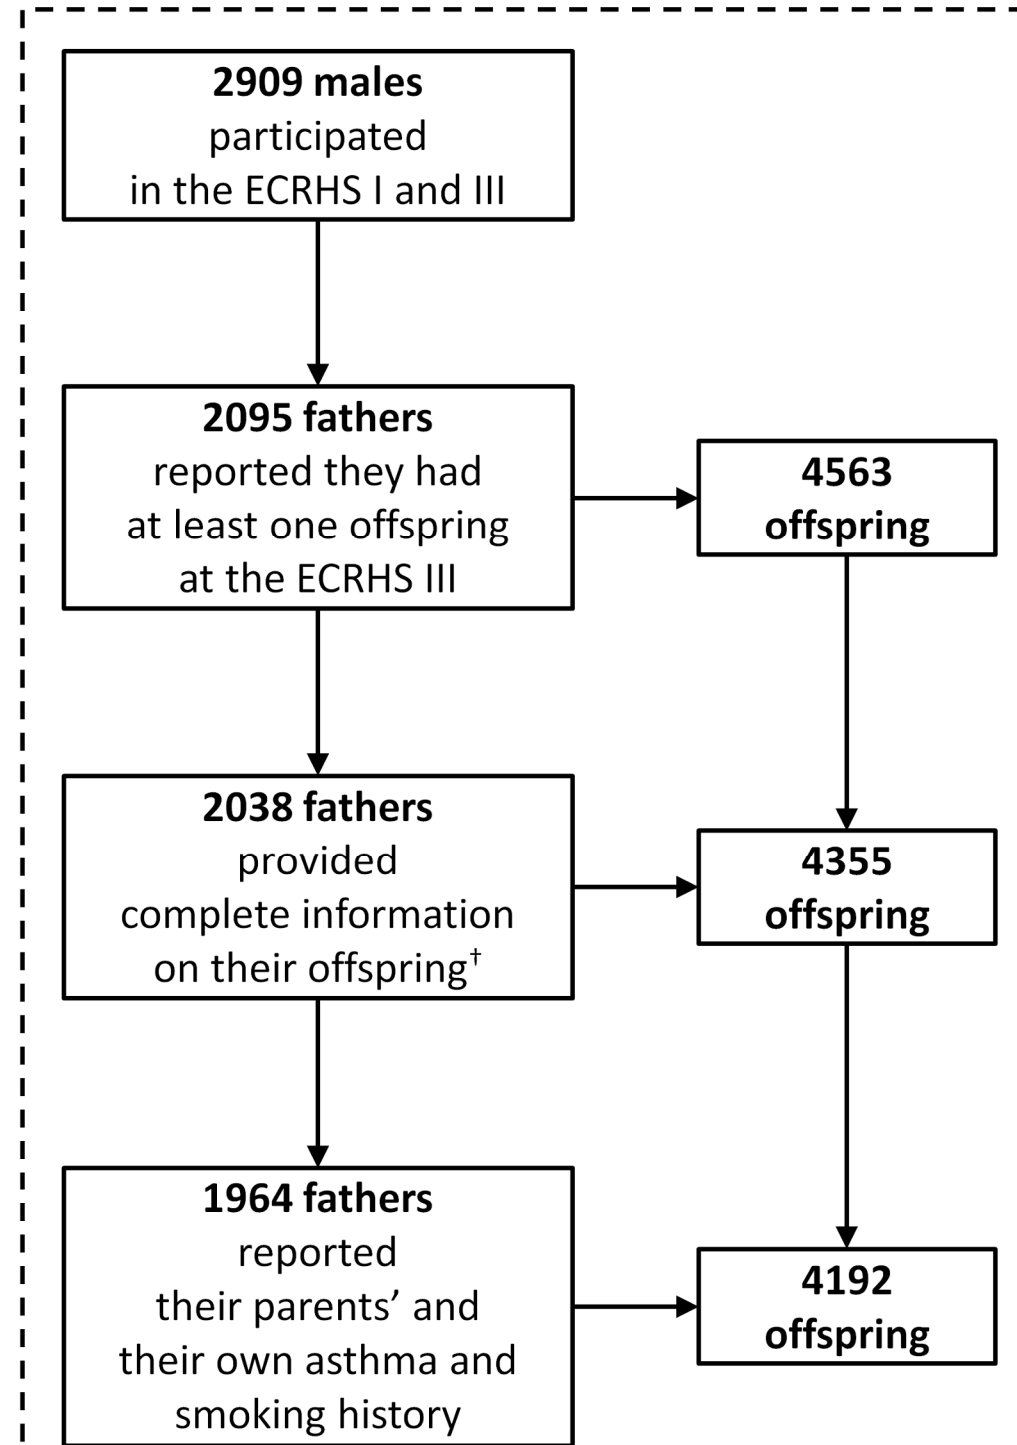 2909 males
participated
in the ECRHS I and III
2095 fathers
reported they had
at least one offspring
at the ECRHS III
4563
offspring
2038 fathers
provided
complete information
on their offspring†
4355
offspring
1964 fathers
reported
their parents’ and
their own asthma and
smoking history
4192
offspring